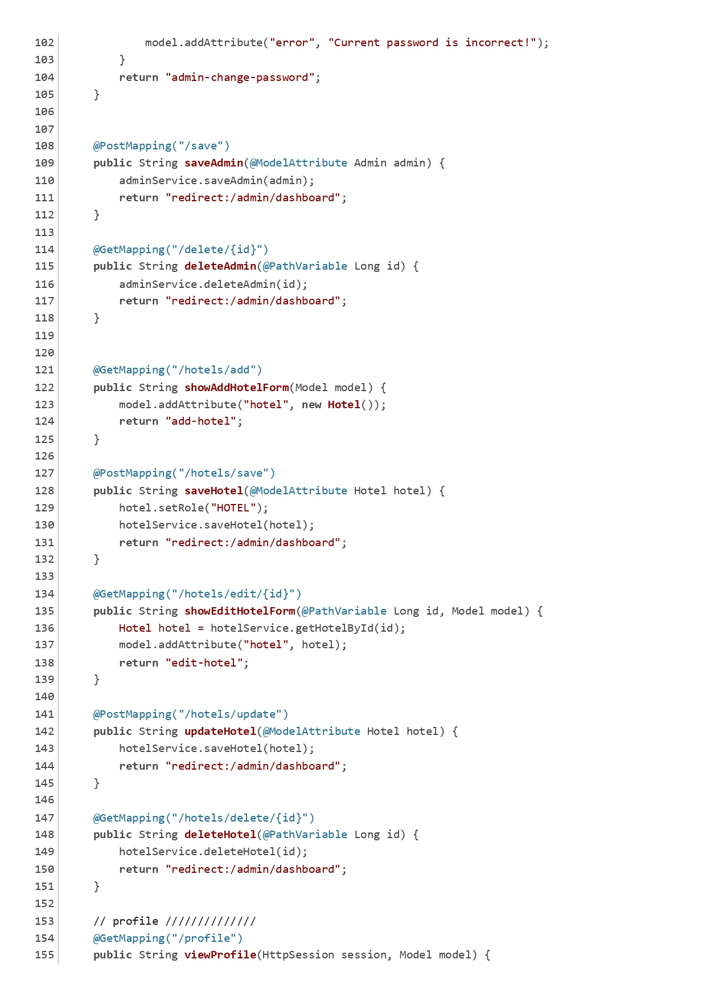 102             model.addAttribute("error", "Current password is incorrect!");
103         }
104         return "admin-change-password";
105     }
106
107
108     @PostMapping("/save")
109     public String saveAdmin(@ModelAttribute Admin admin) {
110         adminService.saveAdmin(admin);
111         return "redirect:/admin/dashboard";
112     }
113
114     @GetMapping("/delete/{id}")
115     public String deleteAdmin(@PathVariable Long id) {
116         adminService.deleteAdmin(id);
117         return "redirect:/admin/dashboard";
118     }
119
120
121     @GetMapping("/hotels/add")
122     public String showAddHotelForm(Model model) {
123         model.addAttribute("hotel", new Hotel());
124         return "add-hotel";
125     }
126
127     @PostMapping("/hotels/save")
128     public String saveHotel(@ModelAttribute Hotel hotel) {
129         hotel.setRole("HOTEL");
130         hotelService.saveHotel(hotel);
131         return "redirect:/admin/dashboard";
132     }
133
134     @GetMapping("/hotels/edit/{id}")
135     public String showEditHotelForm(@PathVariable Long id, Model model) {
136         Hotel hotel = hotelService.getHotelById(id);
137         model.addAttribute("hotel", hotel);
138         return "edit-hotel";
139     }
140
141     @PostMapping("/hotels/update")
142     public String updateHotel(@ModelAttribute Hotel hotel) {
143         hotelService.saveHotel(hotel);
144         return "redirect:/admin/dashboard";
145     }
146
147     @GetMapping("/hotels/delete/{id}")
148     public String deleteHotel(@PathVariable Long id) {
149         hotelService.deleteHotel(id);
150         return "redirect:/admin/dashboard";
151     }
152
153     // profile //////////////
154     @GetMapping("/profile")
155     public String viewProfile(HttpSession session, Model model) {